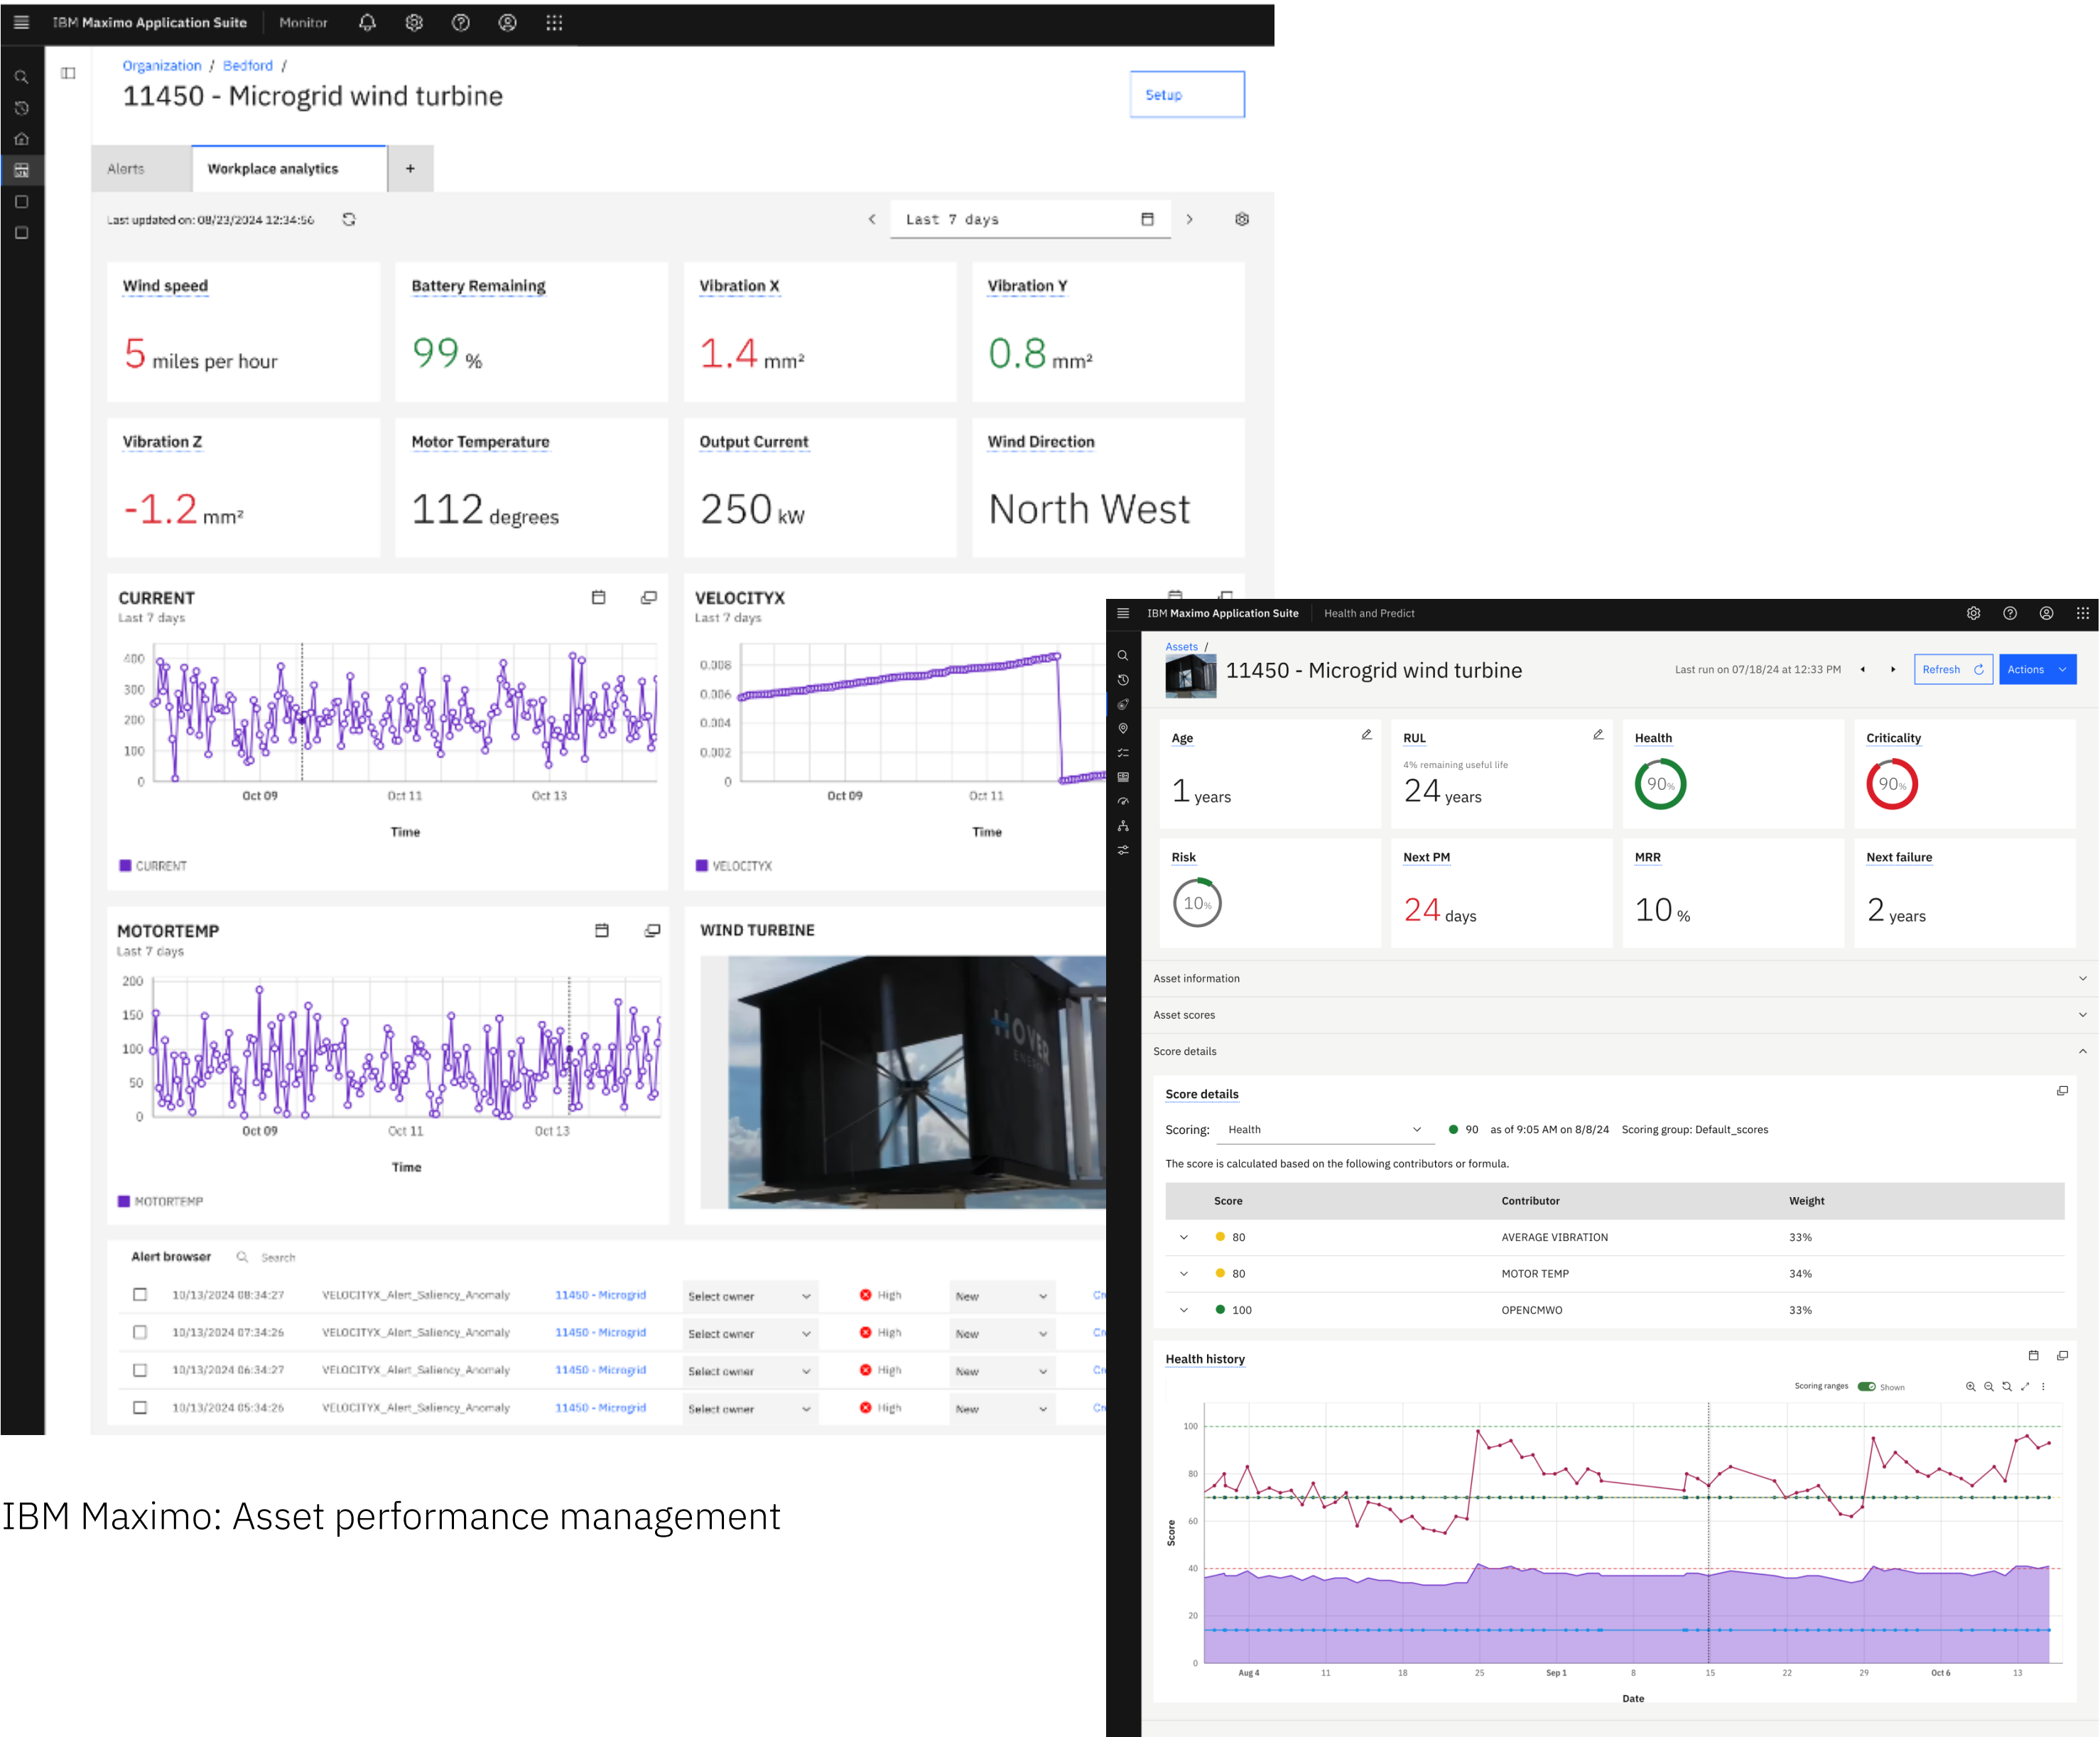 IBM Maximo Application Suite Monitor
Organization / Bedford /
11450 - Microgrid wind turbine
Setup
Alerts Workplace analytics +
Last updated on: 08/23/2024 12:34:56
Last 7 days
Wind speed
5 miles per hour
Battery Remaining
99 %
Vibration X
1.4 mm²
Vibration Y
0.8 mm²
Vibration Z
-1.2 mm²
Motor Temperature
112 degrees
Output Current
250 kW
Wind Direction
North West
CURRENT
Last 7 days
400
300
200
100
0
Oct 09 Oct 11 Oct 13
Time
CURRENT
VELOCITYX
Last 7 days
0.008
0.006
0.004
0.002
0
Oct 09 Oct 11
Time
VELOCITYX
MOTORTEMP
Last 7 days
200
150
100
50
0
Oct 09 Oct 11 Oct 13
Time
MOTORTEMP
WIND TURBINE
HOVER
Alert browser Search
10/13/2024 08:34:27 VELOCITYX_Alert_Saliency_Anomaly 11450 - Microgrid Select owner High New
10/13/2024 07:34:26 VELOCITYX_Alert_Saliency_Anomaly 11450 - Microgrid Select owner High New
10/13/2024 06:34:27 VELOCITYX_Alert_Saliency_Anomaly 11450 - Microgrid Select owner High New
10/13/2024 05:34:26 VELOCITYX_Alert_Saliency_Anomaly 11450 - Microgrid Select owner High New
IBM Maximo: Asset performance management
IBM Maximo Application Suite Health and Predict
Assets /
11450 - Microgrid wind turbine
Last run on 07/18/24 at 12:33 PM
Refresh
Actions
Age
1 years
RUL
4% remaining useful life
24 years
Health
90%
Criticality
90%
Risk
10%
Next PM
24 days
MRR
10 %
Next failure
2 years
Asset information
Asset scores
Score details
Score details
Scoring: Health 90 as of 9:05 AM on 8/8/24 Scoring group: Default_scores
The score is calculated based on the following contributors or formula.
Score Contributor Weight
80 AVERAGE VIBRATION 33%
80 MOTOR TEMP 34%
100 OPENCMWO 33%
Health history
Scoring ranges Shown
100
80
60
40
20
0
Score
Aug 4 11 18 25 Sep 1 8 15 22 29 Oct 6 13
Date